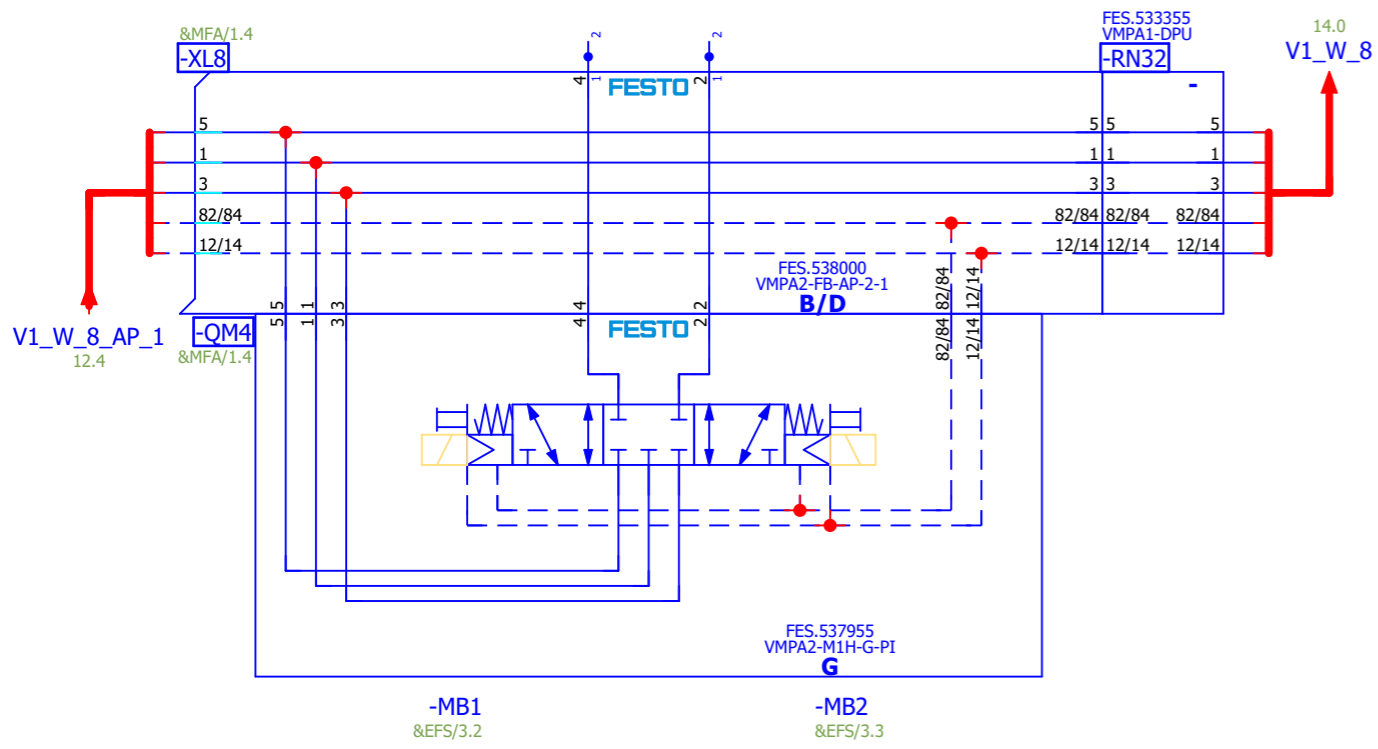 &MFA/1.4
-XL8
2
2
4
1
2
1
FESTO
FES.533355
VMPA1-DPU
-RN32
-
14.0
V1_W_8
5
5
5
5
1
1
1
1
3
3
3
3
82/84
82/84
82/84
82/84
12/14
12/14
12/14
12/14
FES.538000
VMPA2-FB-AP-2-1
B/D
5
1
3
4
2
82/84
12/14
5
1
3
4
2
82/84
12/14
V1_W_8_AP_1
12.4
-QM4
&MFA/1.4
FESTO
FES.537955
VMPA2-M1H-G-PI
G
-MB1
&EFS/3.2
-MB2
&EFS/3.3